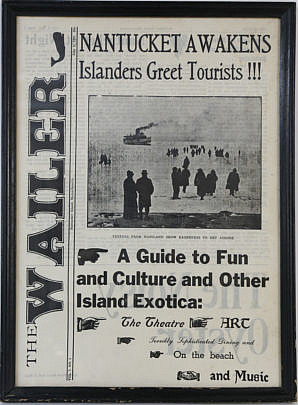 THE WAILER
NANTUCKET AWAKENS
Islanders Greet Tourists !!!
A Guide to Fun
and Culture and Other
Island Exotica:
The Theatre
ART
Terribly Sophisticated Dining and
On the beach
and Music